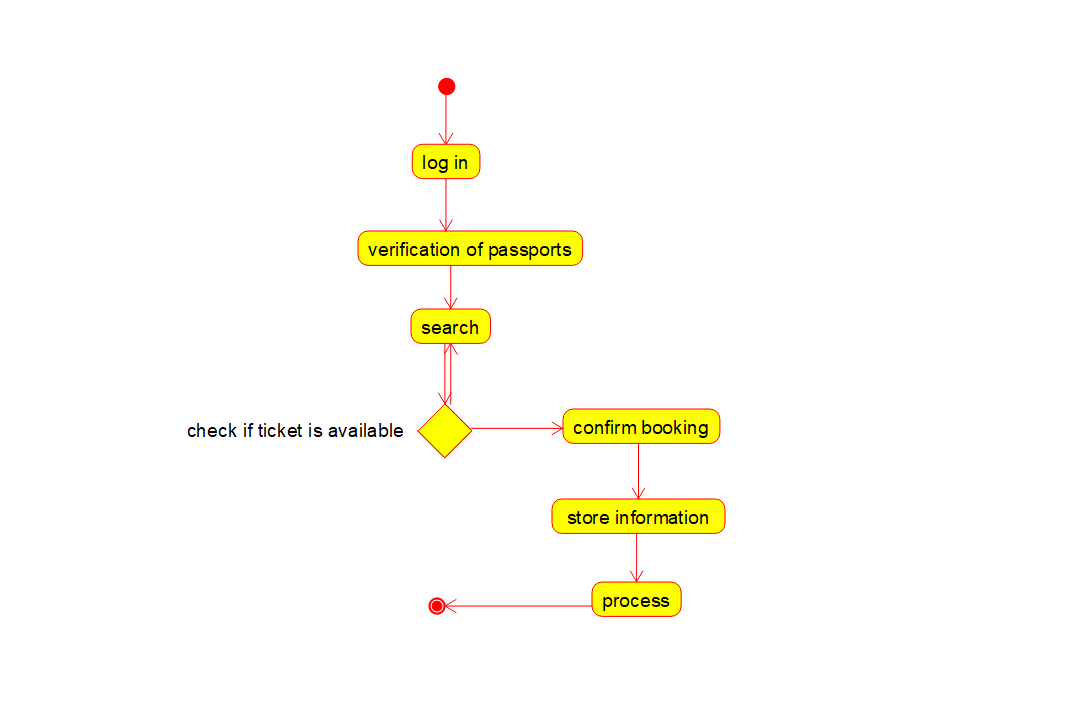 log in
verification of passports
search
check if ticket is available
confirm booking
store information
process